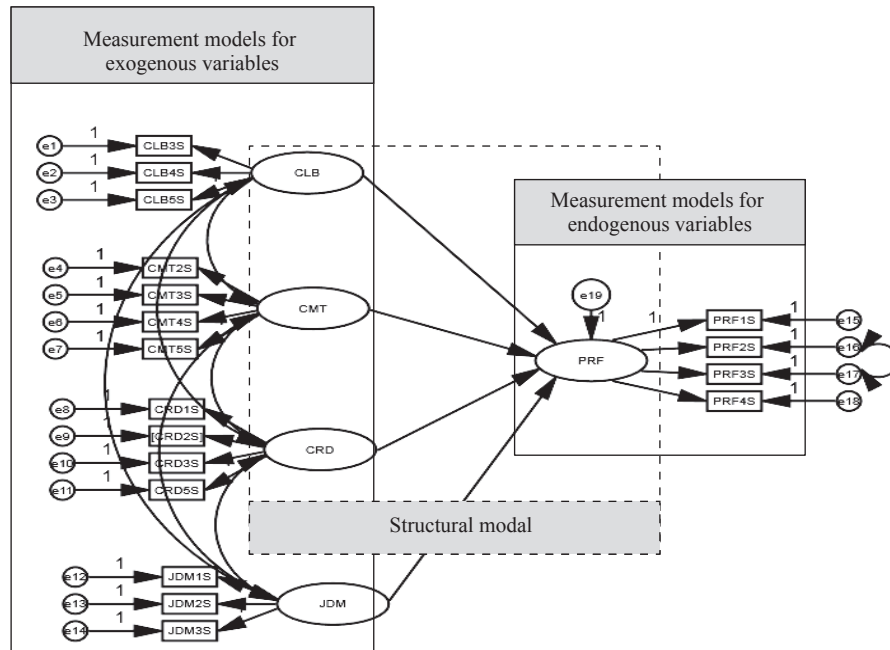 Measurement models for
exogenous variables
1
e1
CLB3S
1
e2
CLB4S
1
e3
CLB5S
CLB
Measurement models for
endogenous variables
1
e4
CMT2S
1
e5
CMT3S
1
e6
CMT4S
1
e7
CMT5S
CMT
e19
1
PRF
1
PRF1S
1
e15
PRF2S
1
e16
PRF3S
1
e17
PRF4S
1
e18
1
e8
CRD1S
1
e9
[CRD2S]
1
e10
CRD3S
1
e11
CRD5S
CRD
Structural modal
1
e12
JDM1S
1
e13
JDM2S
1
e14
JDM3S
JDM